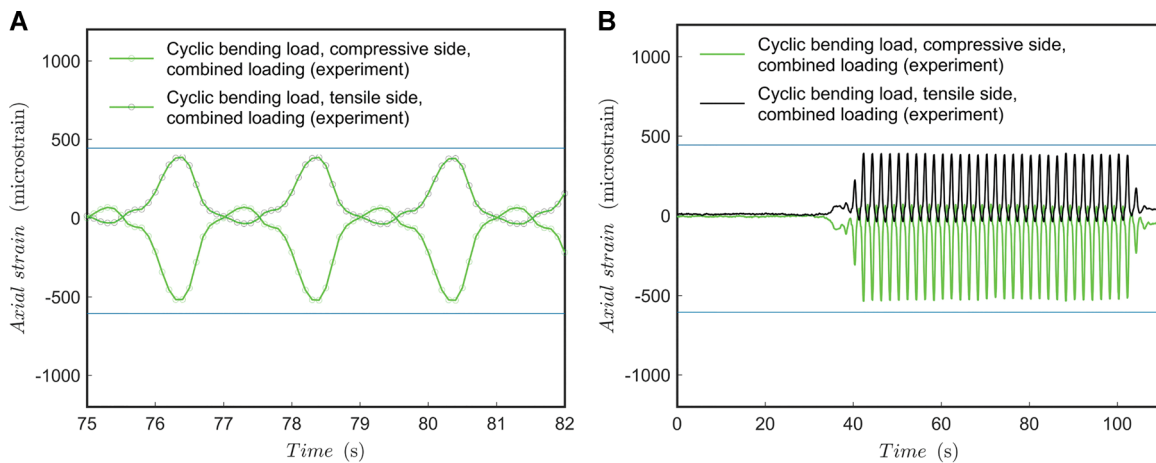 A
1000
500
0
-500
-1000
Axial strain (microstrain)
Cyclic bending load, compressive side,
combined loading (experiment)
Cyclic bending load, tensile side,
combined loading (experiment)
75 76 77 78 79 80 81 82
Time (s)
B
1000
500
0
-500
-1000
Axial strain (microstrain)
Cyclic bending load, compressive side,
combined loading (experiment)
Cyclic bending load, tensile side,
combined loading (experiment)
0 20 40 60 80 100
Time (s)